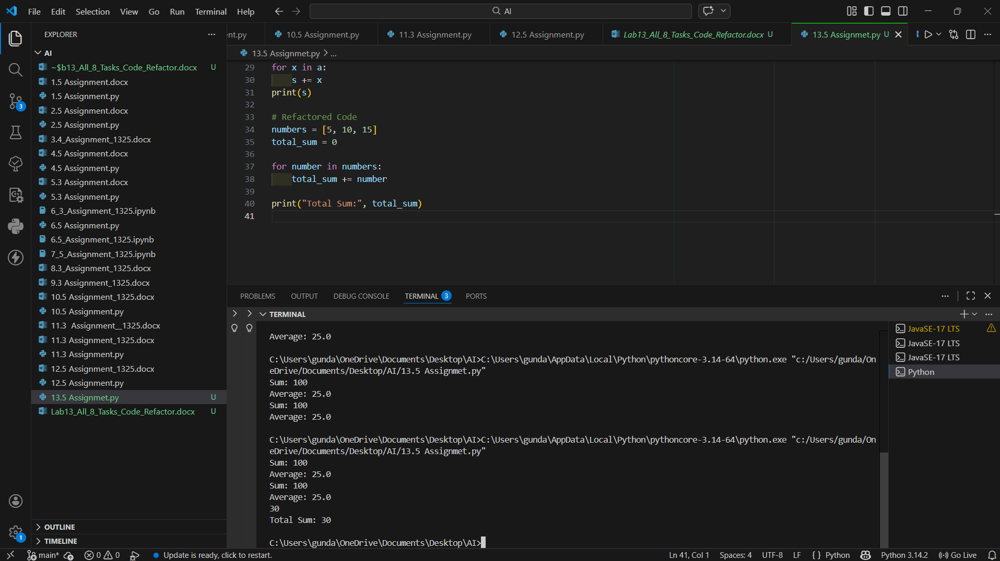 File Edit Selection View Go Run Terminal Help
AI
EXPLORER
AI
~$b13_All_8_Tasks_Code_Refactor.docx U
1.5 Assignment.docx
1.5 Assignment.py
2.5 Assignment.docx
2.5 Assignment.py
3.4_Assignment_1325.docx
4.5 Assignment.docx
4.5 Assignment.py
5.3 Assignment.docx
5.3 Assignment.py
6_3_Assignment_1325.ipynb
6.5 Assignment.py
6.5_Assignment_1325.ipynb
7_5_Assignment_1325.ipynb
8.3_Assignment_1325.docx
9.3 Assignment_1325.docx
10.5 Assignment_1325.docx
10.5 Assignment.py
11.3 Assignment__1325.docx
11.3 Assignment_1325.docx
11.3 Assignment.py
12.5 Assignment_1325.docx
12.5 Assignment.py
13.5 Assignmet.py U
Lab13_All_8_Tasks_Code_Refactor.docx U
OUTLINE
TIMELINE
3
1
ent.py 10.5 Assignment.py 11.3 Assignment.py 12.5 Assignment.py Lab13_All_8_Tasks_Code_Refactor.docx U 13.5 Assignmet.py U
13.5 Assignmet.py > ...
29 for x in a:
30 s += x
31 print(s)
32
33 # Refactored Code
34 numbers = [5, 10, 15]
35 total_sum = 0
36
37 for number in numbers:
38 total_sum += number
39
40 print("Total Sum:", total_sum)
41
PROBLEMS OUTPUT DEBUG CONSOLE TERMINAL 3 PORTS
TERMINAL
Average: 25.0
C:\Users\gunda\OneDrive\Documents\Desktop\AI>C:\Users\gunda\AppData\Local\Python\pythoncore-3.14-64\python.exe "c:/Users/gunda/On
eDrive/Documents/Desktop/AI/13.5 Assignmet.py"
Sum: 100
Average: 25.0
Sum: 100
Average: 25.0
C:\Users\gunda\OneDrive\Documents\Desktop\AI>C:\Users\gunda\AppData\Local\Python\pythoncore-3.14-64\python.exe "c:/Users/gunda/On
eDrive/Documents/Desktop/AI/13.5 Assignmet.py"
Sum: 100
Average: 25.0
Sum: 100
Average: 25.0
30
Total Sum: 30
C:\Users\gunda\OneDrive\Documents\Desktop\AI>
JavaSE-17 LTS
JavaSE-17 LTS
JavaSE-17 LTS
Python
main* 0 0 Update is ready, click to restart. Ln 41, Col 1 Spaces: 4 UTF-8 LF { } Python Python 3.14.2 Go Live